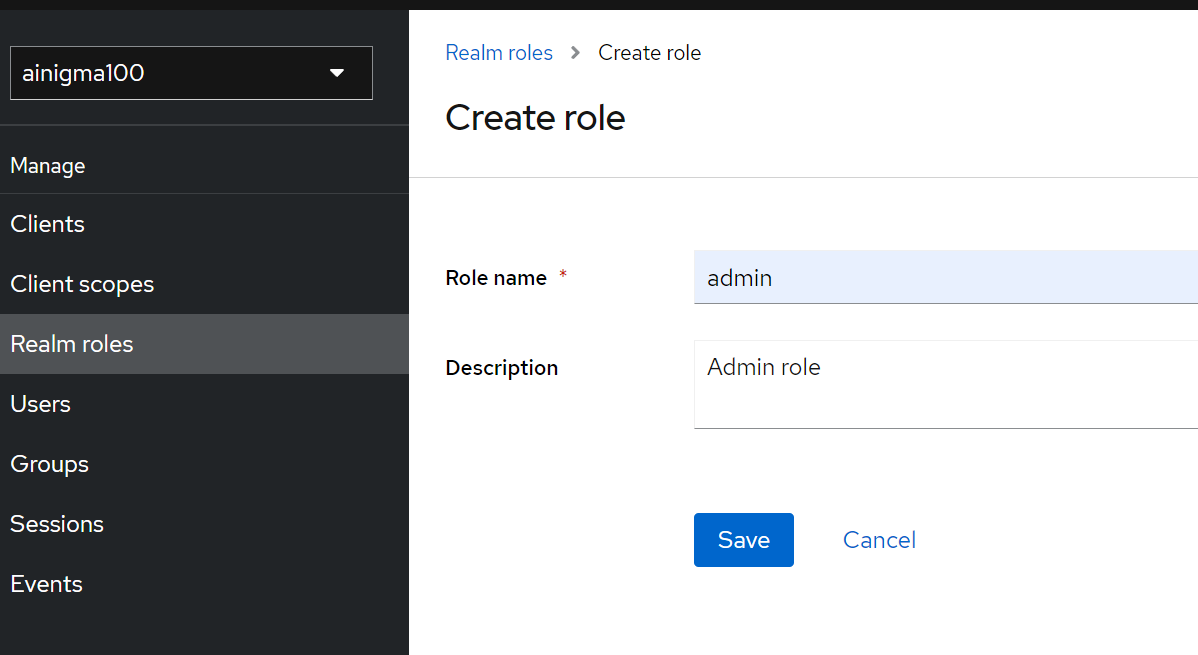 ainigma100
Manage
Clients
Client scopes
Realm roles
Users
Groups
Sessions
Events
Realm roles > Create role
Create role
Role name *
admin
Description
Admin role
Save
Cancel